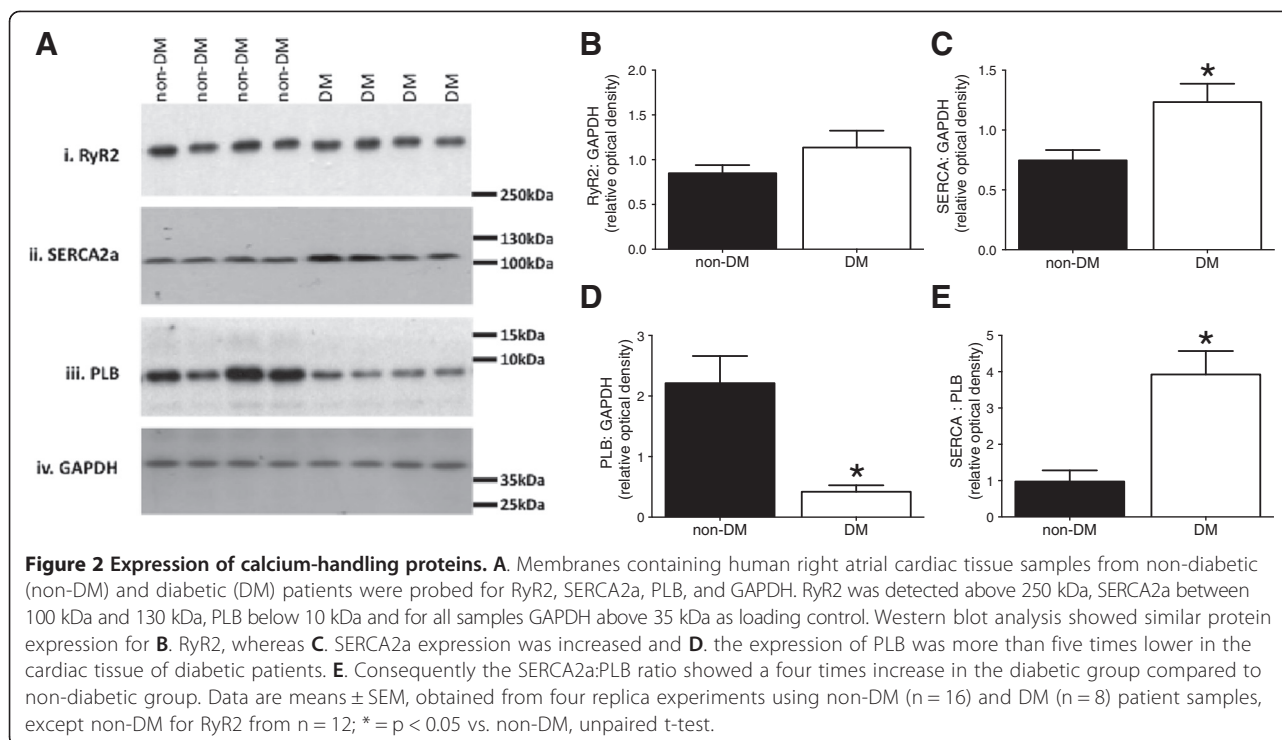 A
non-DM
non-DM
non-DM
non-DM
DM
DM
DM
DM
i. RyR2
250kDa
ii. SERCA2a
130kDa
100kDa
iii. PLB
15kDa
10kDa
iv. GAPDH
35kDa
25kDa
B
RyR2: GAPDH
(relative optical density)
2.0
1.5
1.0
0.5
0.0
non-DM
DM
C
SERCA: GAPDH
(relative optical density)
1.5
1.0
0.5
0.0
*
non-DM
DM
D
PLB: GAPDH
(relative optical density)
3
2
1
0
*
non-DM
DM
E
SERCA : PLB
(relative optical density)
5
4
3
2
1
0
*
non-DM
DM
Figure 2 Expression of calcium-handling proteins. A. Membranes containing human right atrial cardiac tissue samples from non-diabetic
(non-DM) and diabetic (DM) patients were probed for RyR2, SERCA2a, PLB, and GAPDH. RyR2 was detected above 250 kDa, SERCA2a between
100 kDa and 130 kDa, PLB below 10 kDa and for all samples GAPDH above 35 kDa as loading control. Western blot analysis showed similar protein
expression for B. RyR2, whereas C. SERCA2a expression was increased and D. the expression of PLB was more than five times lower in the
cardiac tissue of diabetic patients. E. Consequently the SERCA2a:PLB ratio showed a four times increase in the diabetic group compared to
non-diabetic group. Data are means ± SEM, obtained from four replica experiments using non-DM (n = 16) and DM (n = 8) patient samples,
except non-DM for RyR2 from n = 12; * = p < 0.05 vs. non-DM, unpaired t-test.